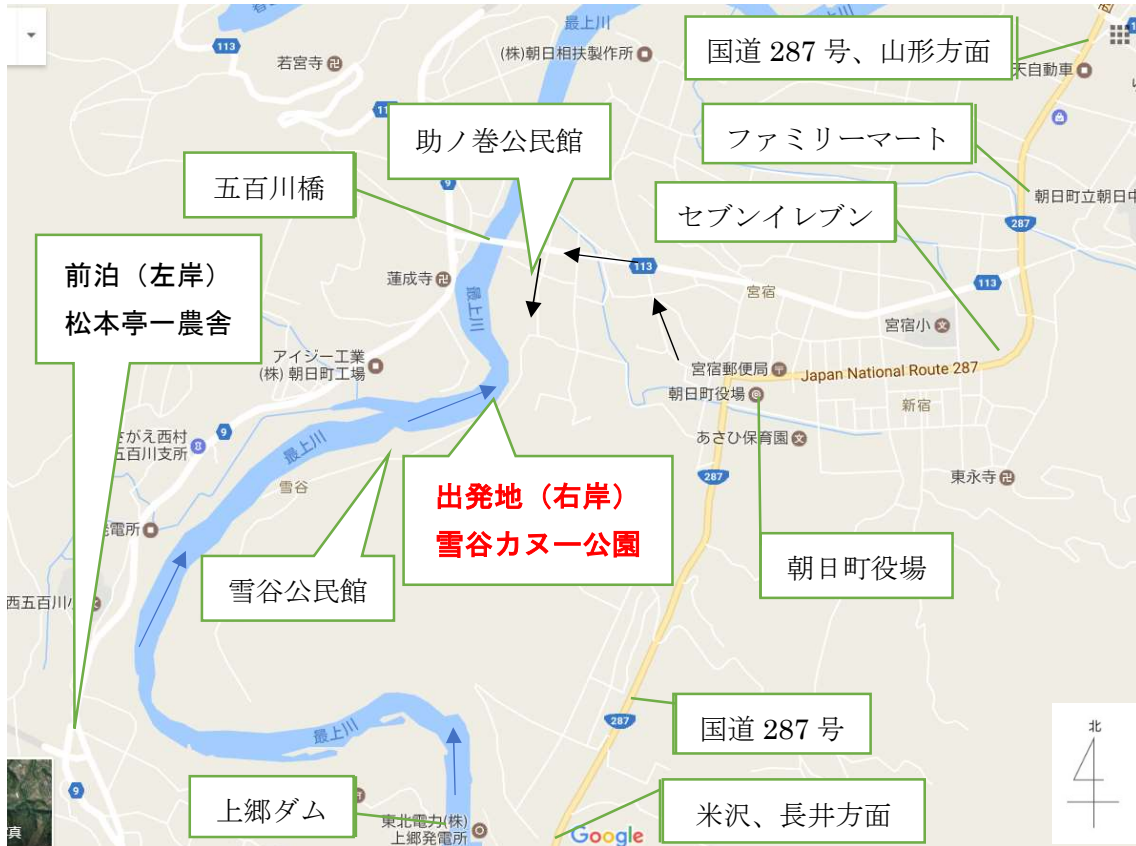 最上川
113
(株)朝日相扶製作所
若宮寺
国道 287 号、山形方面
天自動車
助ノ巻公民館
ファミリーマート
五百川橋
9
朝日町立朝日中
セブンイレブン
287
前泊（左岸）
松本亭一農舎
蓮成寺
113
宮宿
113
最上川
宮宿小
アイジー工業
(株) 朝日町工場
宮宿郵便局
Japan National Route 287
朝日町役場
新宿
さがえ西村
五百川支所
9
最上川
あさひ保育園
出発地（右岸）
雪谷カヌー公園
雪谷
287
東永寺
発電所
雪谷公民館
朝日町役場
西五百川小
国道 287 号
287
北
最上川
9
上郷ダム
東北電力(株)
上郷発電所
米沢、長井方面
Google
真